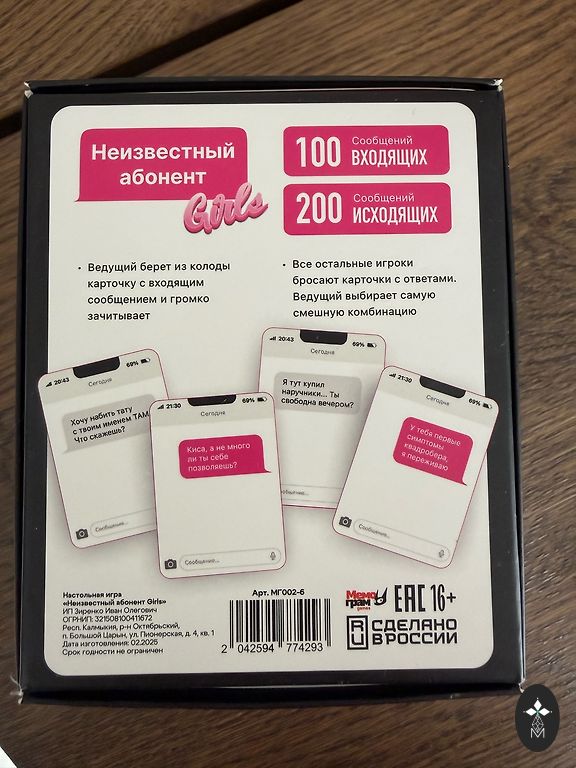 Неизвестный
абонент
Girls
100
Сообщений
ВХОДЯЩИХ
200
Сообщений
ИСХОДЯЩИХ
• Ведущий берет из колоды
карточку с входящим
сообщением и громко
зачитывает
• Все остальные игроки
бросают карточки с ответами.
Ведущий выбирает самую
смешную комбинацию
20:43
69%
Сегодня
Хочу набить тату
с твоим именем ТАМ.
Что скажешь?
Сообщение...
21:30
69%
Сегодня
Киса, а не много
ли ты себе
позволяешь?
Сообщение...
20:43
69%
Сегодня
Я тут купил
наручники... Ты
свободна вечером?
21:30
69%
Сегодня
У тебя первые
симптомы
квадробера,
я переживаю
Сообщение...
Настольная игра
«Неизвестный абонент Girls»
ИП Зиренко Иван Олегович
ОГРНИП: 321508100411672
Респ. Калмыкия, р-н Октябрьский,
п. Большой Царын, ул. Пионерская, д. 4, кв. 1
Дата изготовления: 02.2025
Срок годности не ограничен
Арт. МГ002-6
2 042594 774293
Мемо
грам
games
EAC 16+
СДЕЛАНО
В РОССИИ
M